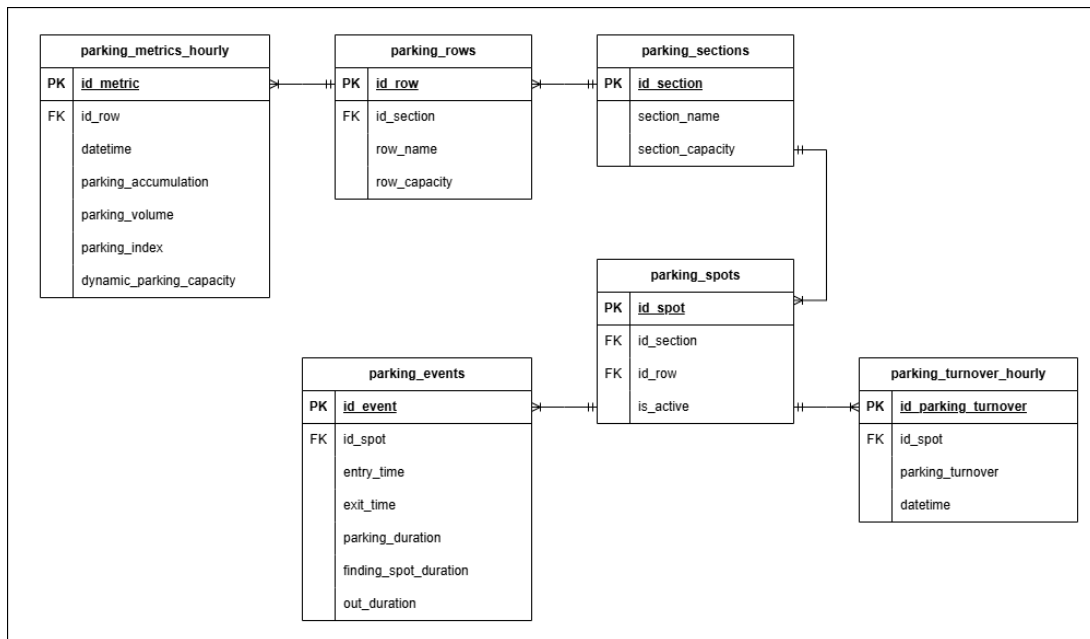 parking_metrics_hourly
PK id_metric
FK id_row
datetime
parking_accumulation
parking_volume
parking_index
dynamic_parking_capacity
parking_rows
PK id_row
FK id_section
row_name
row_capacity
parking_sections
PK id_section
section_name
section_capacity
parking_spots
PK id_spot
FK id_section
FK id_row
is_active
parking_events
PK id_event
FK id_spot
entry_time
exit_time
parking_duration
finding_spot_duration
out_duration
parking_turnover_hourly
PK id_parking_turnover
FK id_spot
parking_turnover
datetime